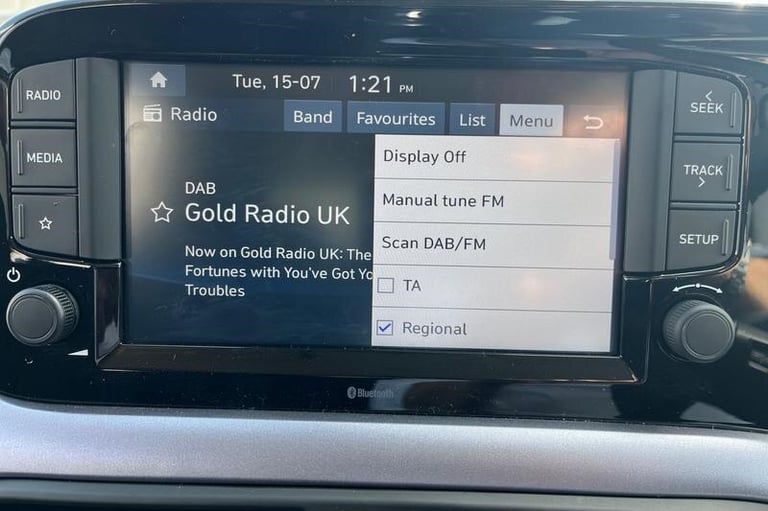 RADIO
MEDIA
Tue, 15-07 1:21 PM
Radio Band Favourites List Menu
DAB
Gold Radio UK
Now on Gold Radio UK: The
Fortunes with You've Got Yo
Troubles
Display Off
Manual tune FM
Scan DAB/FM
TA
Regional
SEEK
TRACK
SETUP
Bluetooth